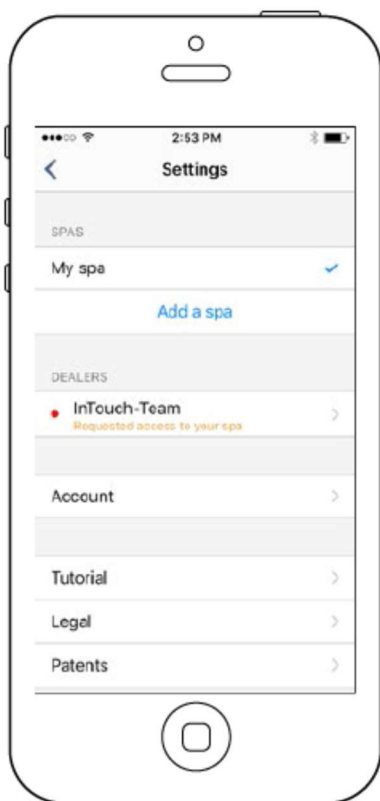 2:53 PM
Settings
SPAS
My spa
Add a spa
DEALERS
InTouch-Team
Requested access to your spa
Account
Tutorial
Legal
Patents